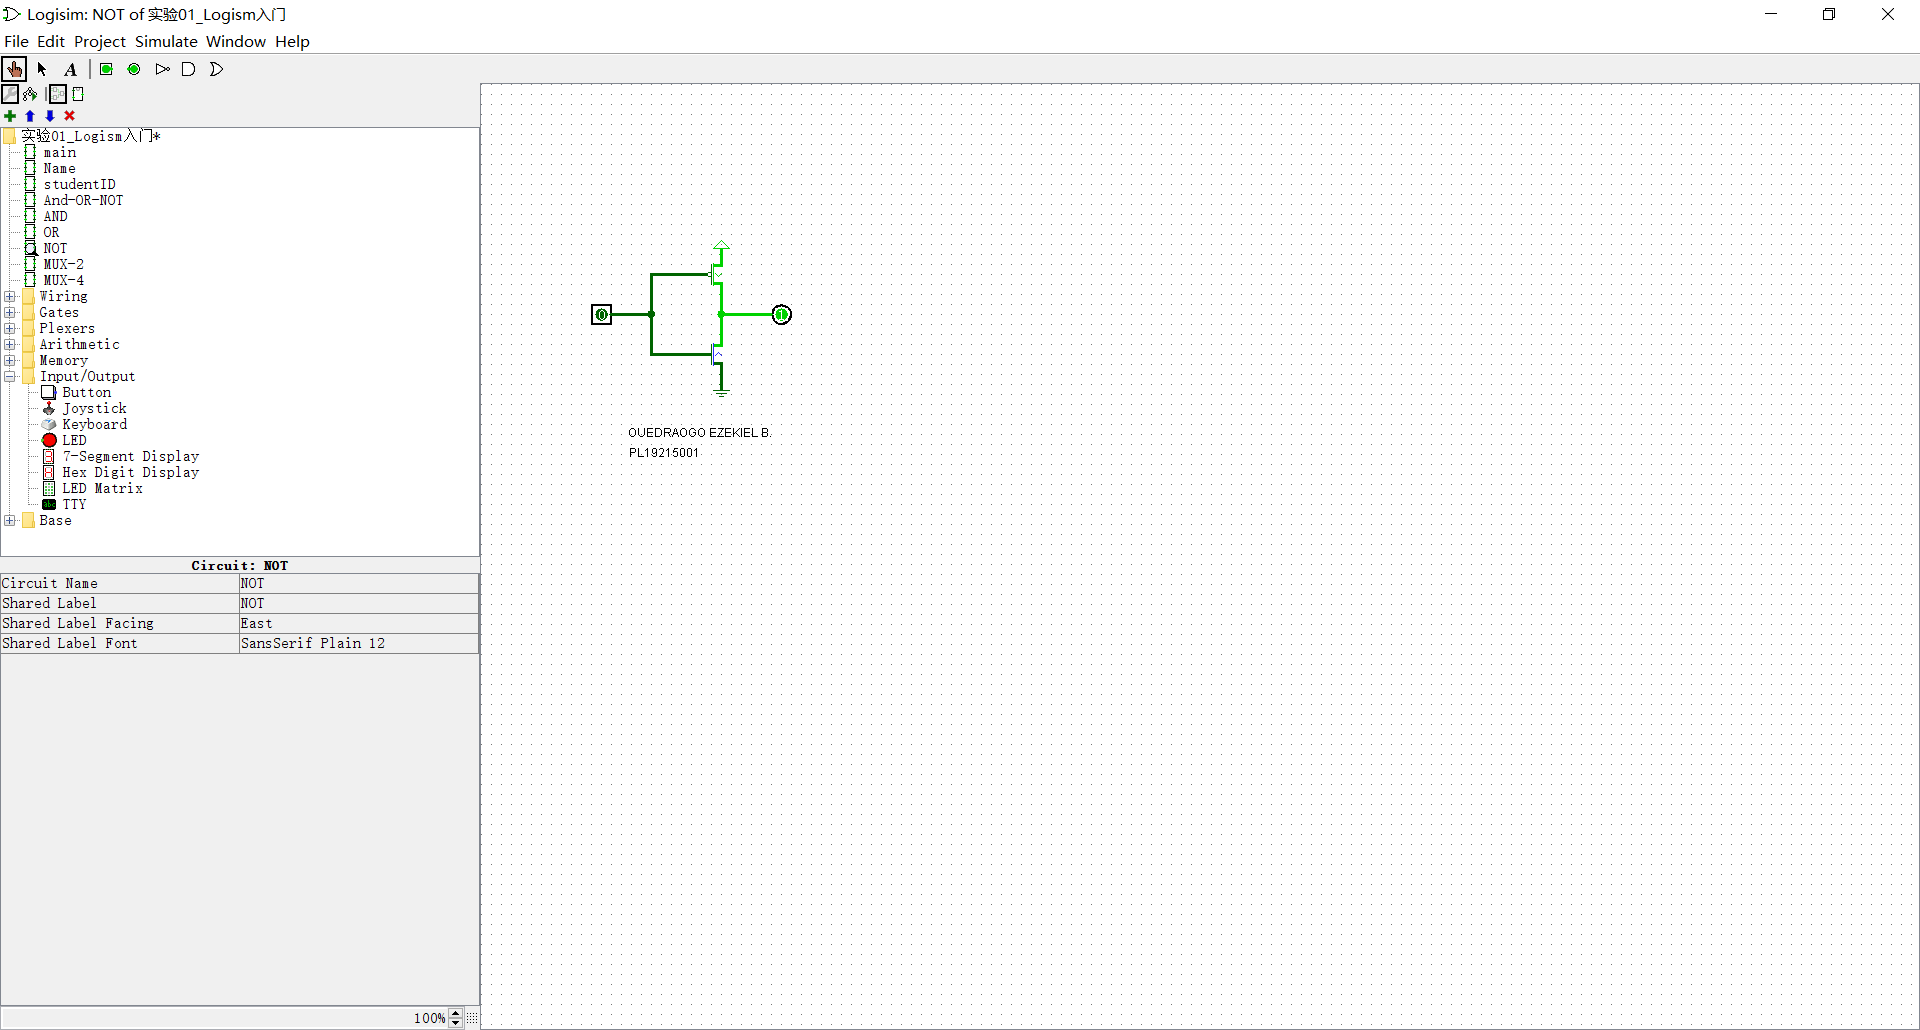 Logisim: NOT of 实验01_Logism入门
File Edit Project Simulate Window Help
A
实验01_Logism入门*
main
Name
studentID
And-OR-NOT
AND
OR
NOT
MUX-2
MUX-4
Wiring
Gates
Plexers
Arithmetic
Memory
Input/Output
Button
Joystick
Keyboard
LED
7-Segment Display
Hex Digit Display
LED Matrix
TTY
Base
Circuit: NOT
Circuit Name NOT
Shared Label NOT
Shared Label Facing East
Shared Label Font SansSerif Plain 12
100%
0
1
OUEDRAOGO EZEKIEL B.
PL19215001